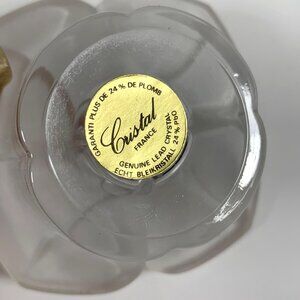 GARANTI PLUS DE 24% DE PLOMB
Cristal
FRANCE
GENUINE LEAD CRYSTAL
ECHT BLEIKRISTALL 24% PbO